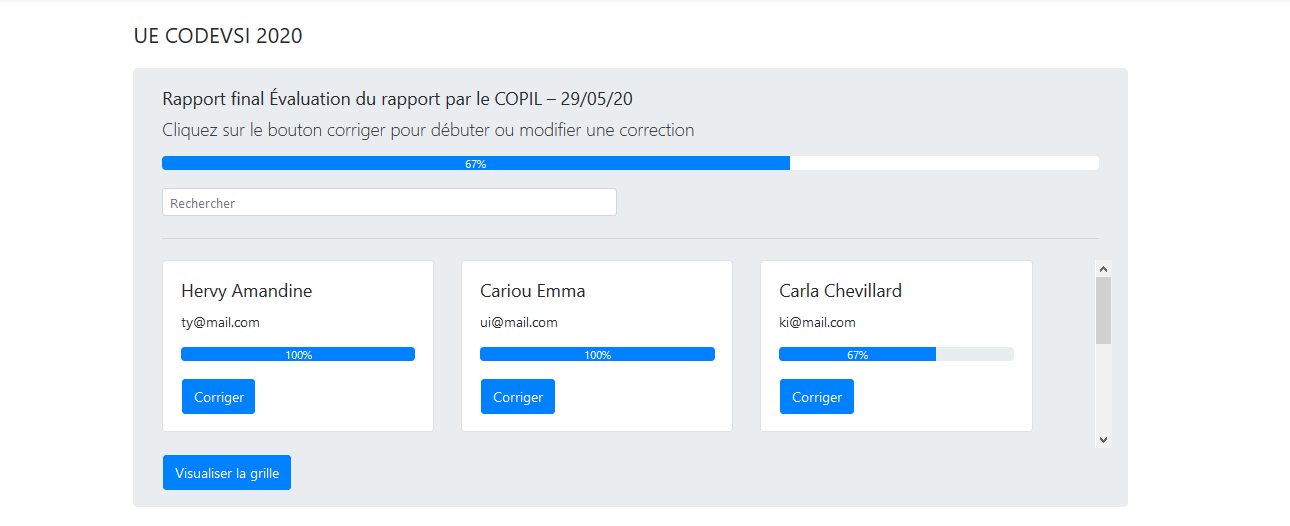 UE CODEVSI 2020
Rapport final Évaluation du rapport par le COPIL – 29/05/20
Cliquez sur le bouton corriger pour débuter ou modifier une correction
67%
Rechercher
Hervy Amandine
ty@mail.com
100%
Corriger
Cariou Emma
ui@mail.com
100%
Corriger
Carla Chevillard
ki@mail.com
67%
Corriger
Visualiser la grille